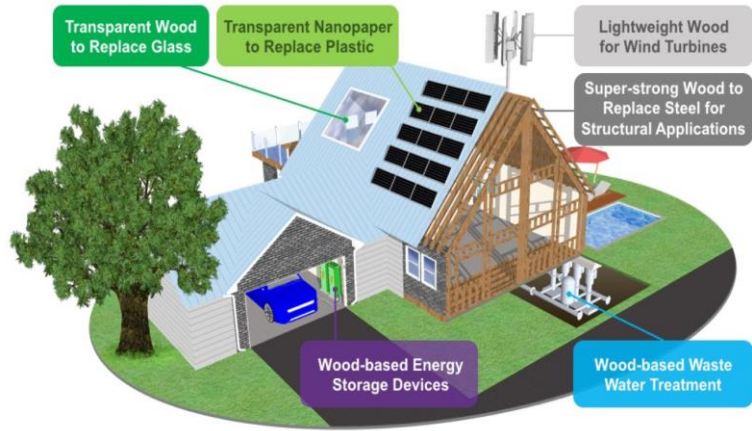 Transparent Wood
to Replace Glass
Transparent Nanopaper
to Replace Plastic
Lightweight Wood
for Wind Turbines
Super-strong Wood to
Replace Steel for
Structural Applications
Wood-based Energy
Storage Devices
Wood-based Waste
Water Treatment